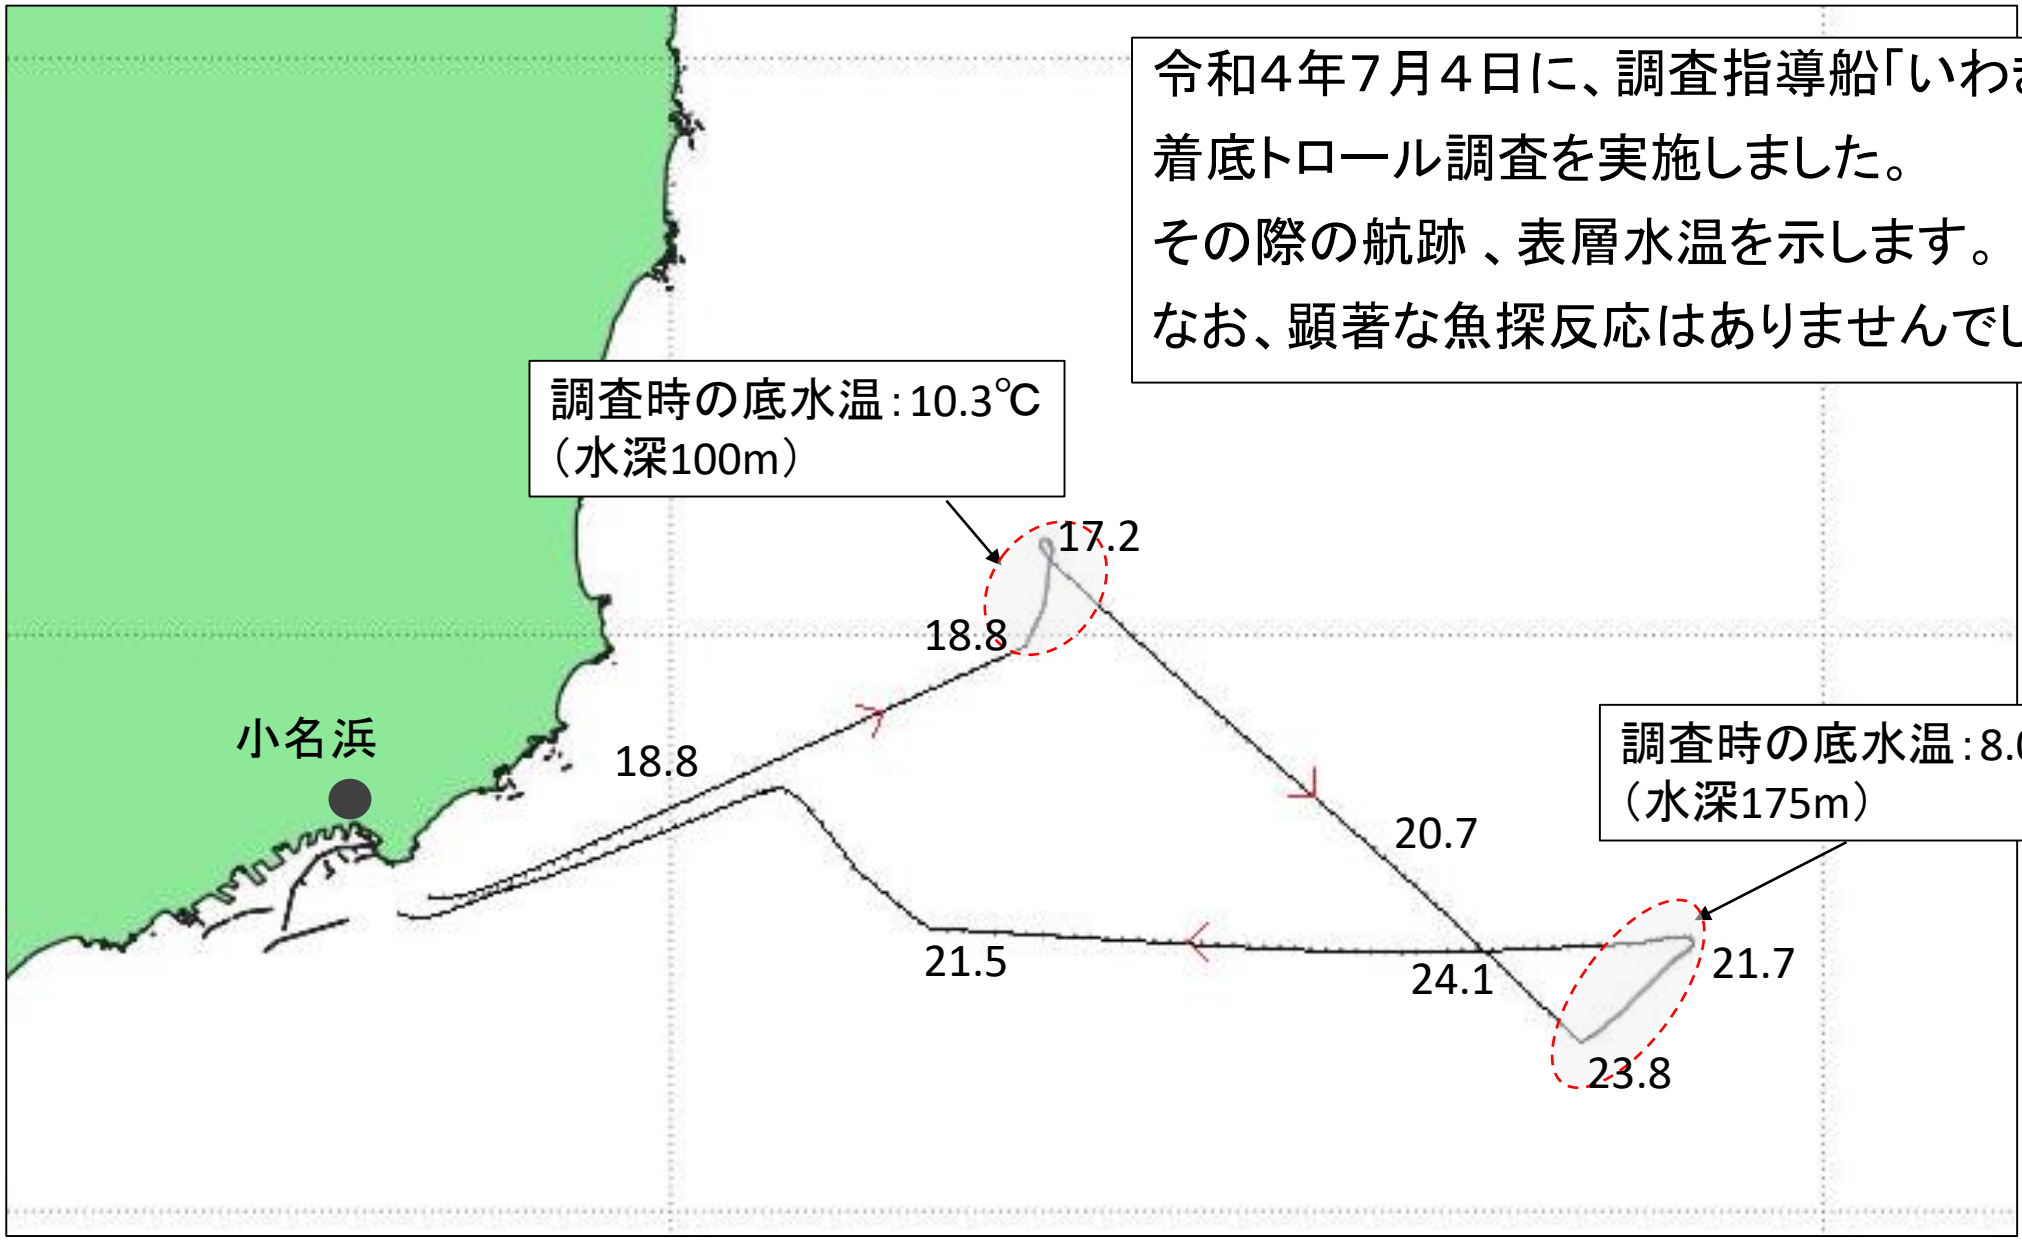 令和4年7月4日に、調査指導船｢いわ
着底トロール調査を実施しました。
その際の航跡、表層水温を示します。
なお、顕著な魚探反応はありませんでし
調査時の底水温：10.3℃
（水深100m）
17.2
18.8
小名浜
18.8
調査時の底水温：8.
（水深175m）
20.7
21.5
24.1
21.7
23.8